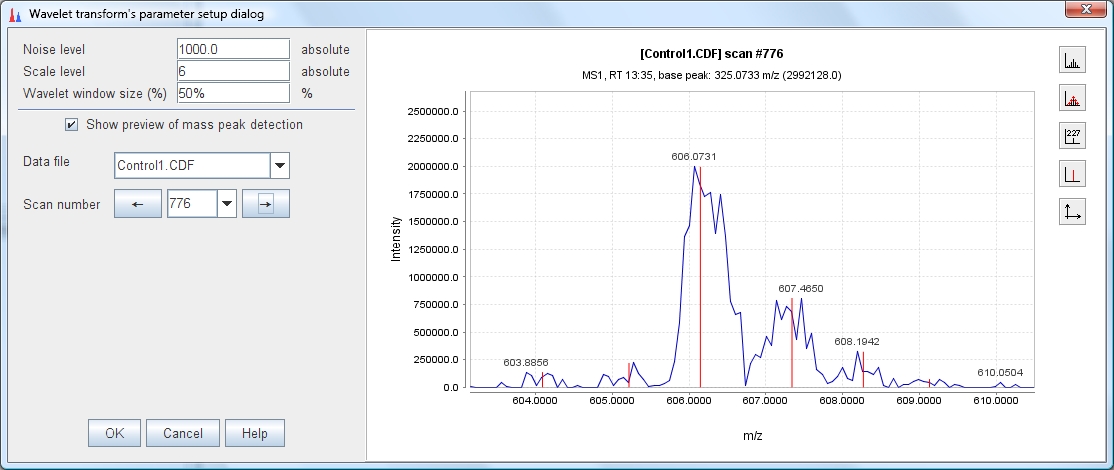 Wavelet transform's parameter setup dialog
Noise level 1000.0 absolute
Scale level 6 absolute
Wavelet window size (%) 50% %
Show preview of mass peak detection
Data file Control1.CDF
Scan number 776
OK Cancel Help
[Control1.CDF] scan #776
MS1, RT 13:35, base peak: 325.0733 m/z (2992128.0)
Intensity
2500000.0
2250000.0
2000000.0
1750000.0
1500000.0
1250000.0
1000000.0
750000.0
500000.0
250000.0
0.0
606.0731
607.4650
608.1942
603.8856
610.0504
604.0000 605.0000 606.0000 607.0000 608.0000 609.0000 610.0000
m/z
227